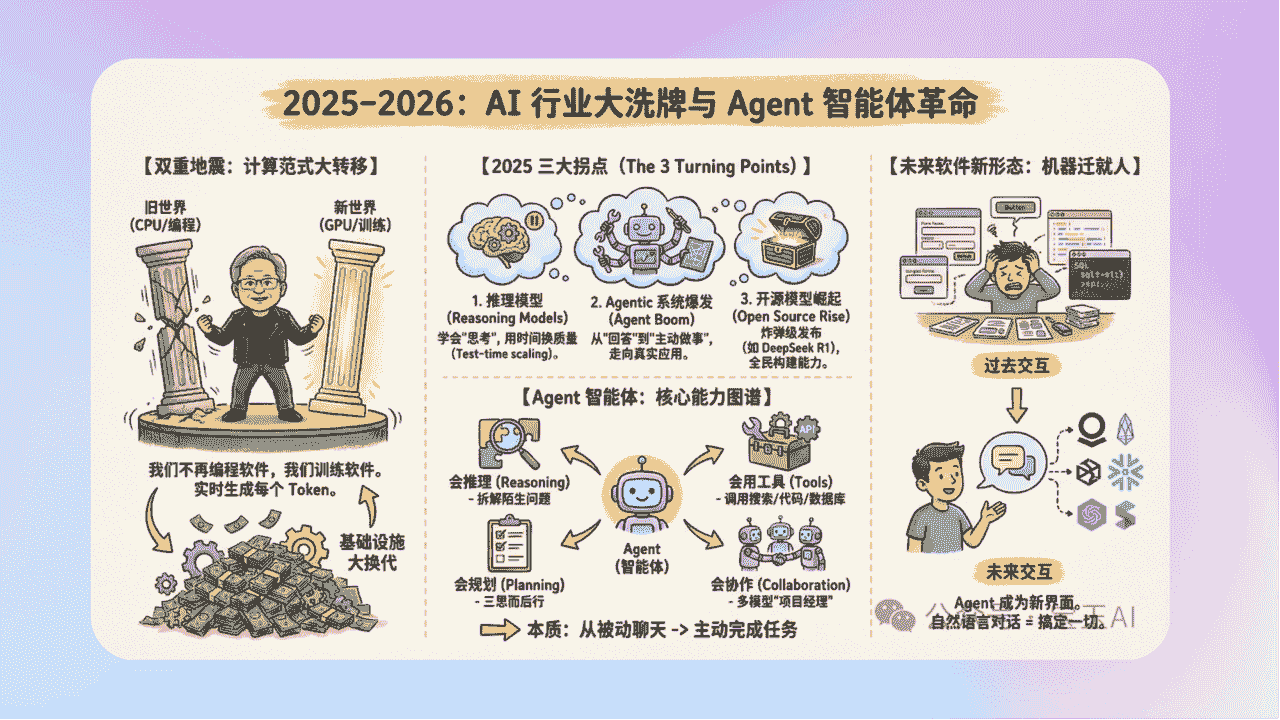 2025-2026：AI 行业大洗牌与 Agent 智能体革命
【双重地震：计算范式大转移】
旧世界
(CPU/编程)
新世界
(GPU/训练)
我们不再编程软件，我们训练软件。
实时生成每个 Token。
基础设施
大换代
【2025 三大拐点（The 3 Turning Points）】
1. 推理模型
(Reasoning Models)
学会"思考"，用时间换质量
(Test-time scaling)。
2. Agentic 系统爆发
(Agent Boom)
从"回答"到"主动做事"，
走向真实应用。
3. 开源模型崛起
(Open Source Rise)
炸弹级发布
(如 DeepSeek R1)，
全民构建能力。
【Agent 智能体：核心能力图谱】
会推理 (Reasoning)
- 拆解陌生问题
API
会用工具 (Tools)
- 调用搜索/代码/数据库
Agent
(智能体)
会规划 (Planning)
- 三思而后行
会协作 (Collaboration)
- 多模型"项目经理"
本质：从被动聊天 -> 主动完成任务
【未来软件新形态：机器迁就人】
Button
SQL
过去交互
未来交互
Agent 成为新界面。
自然语言对话 = 搞定一切。